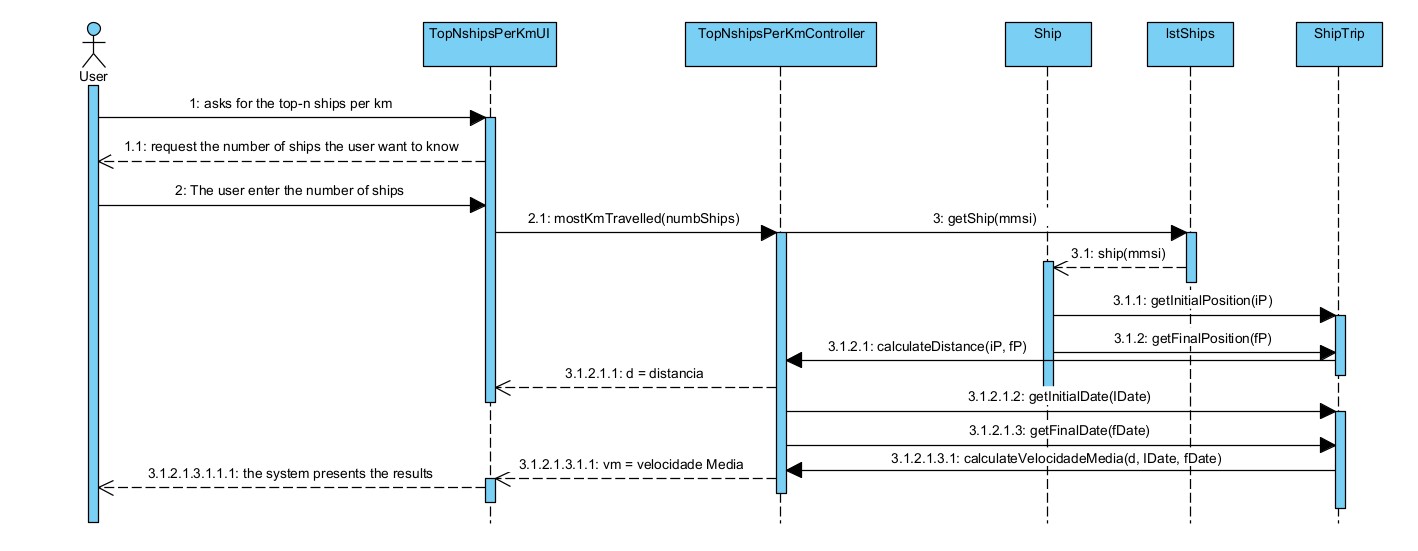 TopNshipsPerKmUI
TopNshipsPerKmController
Ship
lstShips
ShipTrip
User
1: asks for the top-n ships per km
1.1: request the number of ships the user want to know
2: The user enter the number of ships
2.1: mostKmTravelled(numbShips)
3: getShip(mmsi)
3.1: ship(mmsi)
3.1.1: getInitialPosition(iP)
3.1.2: getFinalPosition(fP)
3.1.2.1: calculateDistance(iP, fP)
3.1.2.1.1: d = distancia
3.1.2.1.2: getInitialDate(IDate)
3.1.2.1.3: getFinalDate(fDate)
3.1.2.1.3.1: calculateVelocidadeMedia(d, IDate, fDate)
3.1.2.1.3.1.1: vm = velocidade Media
3.1.2.1.3.1.1.1: the system presents the results